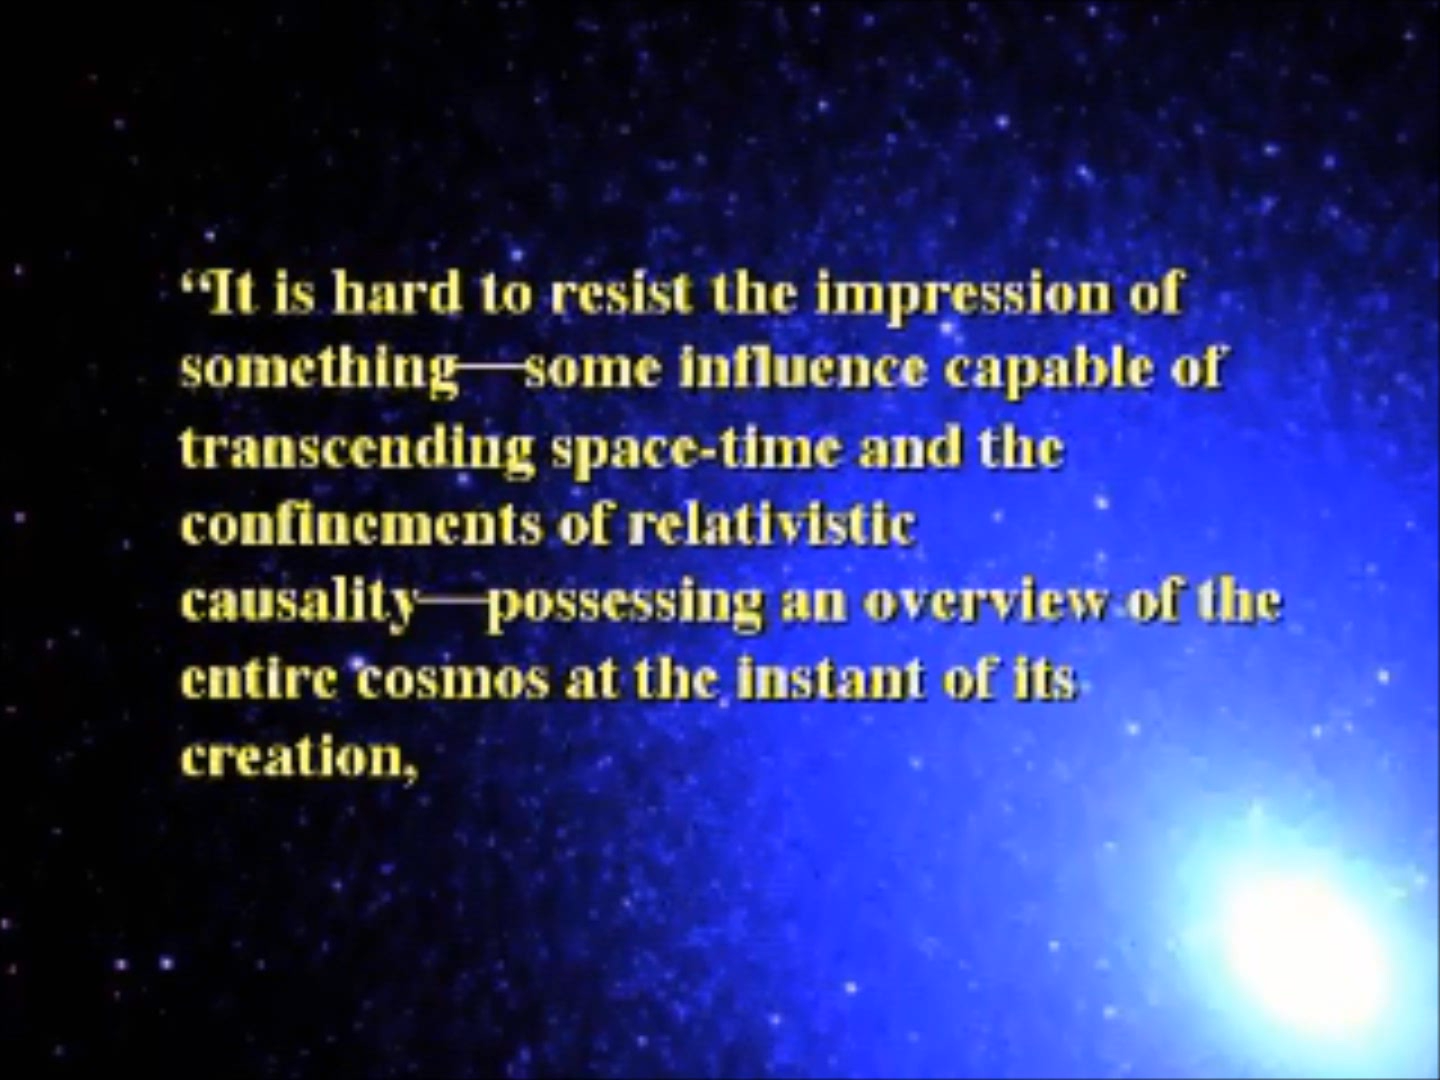 “It is hard to resist the impression of
something—some influence capable of
transcending space-time and the
confinements of relativistic
causality—possessing an overview of the
entire cosmos at the instant of its
creation,